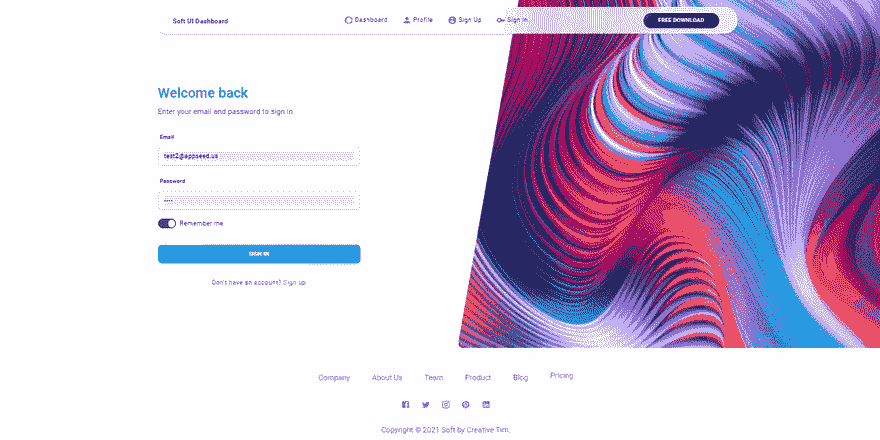 Soft UI Dashboard
Dashboard Profile Sign Up Sign In
FREE DOWNLOAD
Welcome back
Enter your email and password to sign in
Email
test2@appseed.us
Password
••••
Remember me
SIGN IN
Don't have an account? Sign up
Company About Us Team Product Blog Pricing
Copyright © 2021 Soft by Creative Tim.